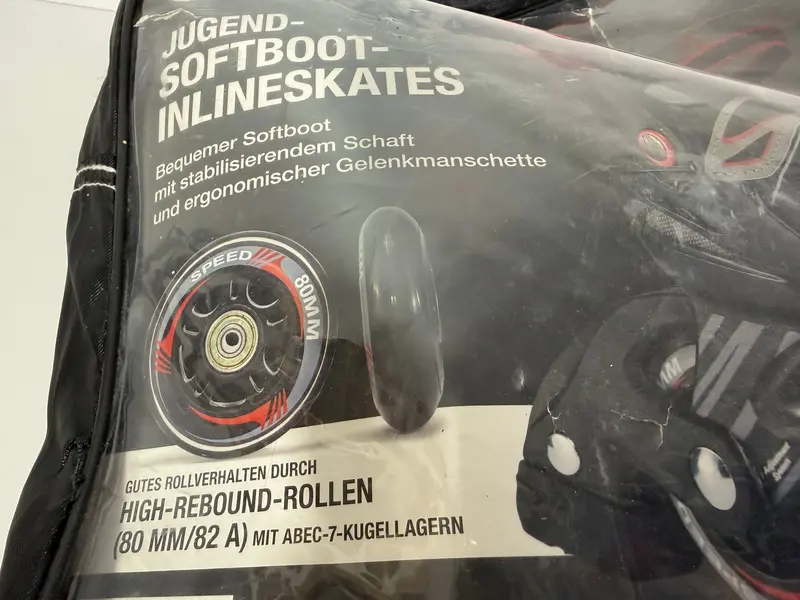 JUGEND-
SOFTBOOT-
INLINESKATES
Bequemer Softboot
mit stabilisierendem Schaft
und ergonomischer Gelenkmanschette
SPEED
80MM
GUTES ROLLVERHALTEN DURCH
HIGH-REBOUND-ROLLEN
(80 MM/82 A) MIT ABEC-7-KUGELLAGERN